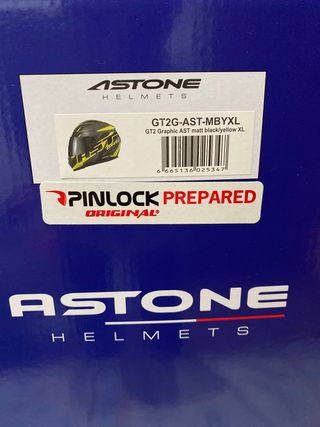 ASTONE
HELMETS
GT2G-AST-MBYXL
GT2 Graphic AST matt black/yellow XL
6 665136 025347
PINLOCK PREPARED
ORIGINAL®
ASTONE
HELMETS